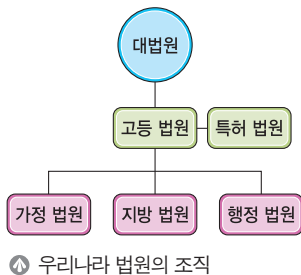 대법원
고등 법원 특허 법원
가정 법원 지방 법원 행정 법원
우리나라 법원의 조직